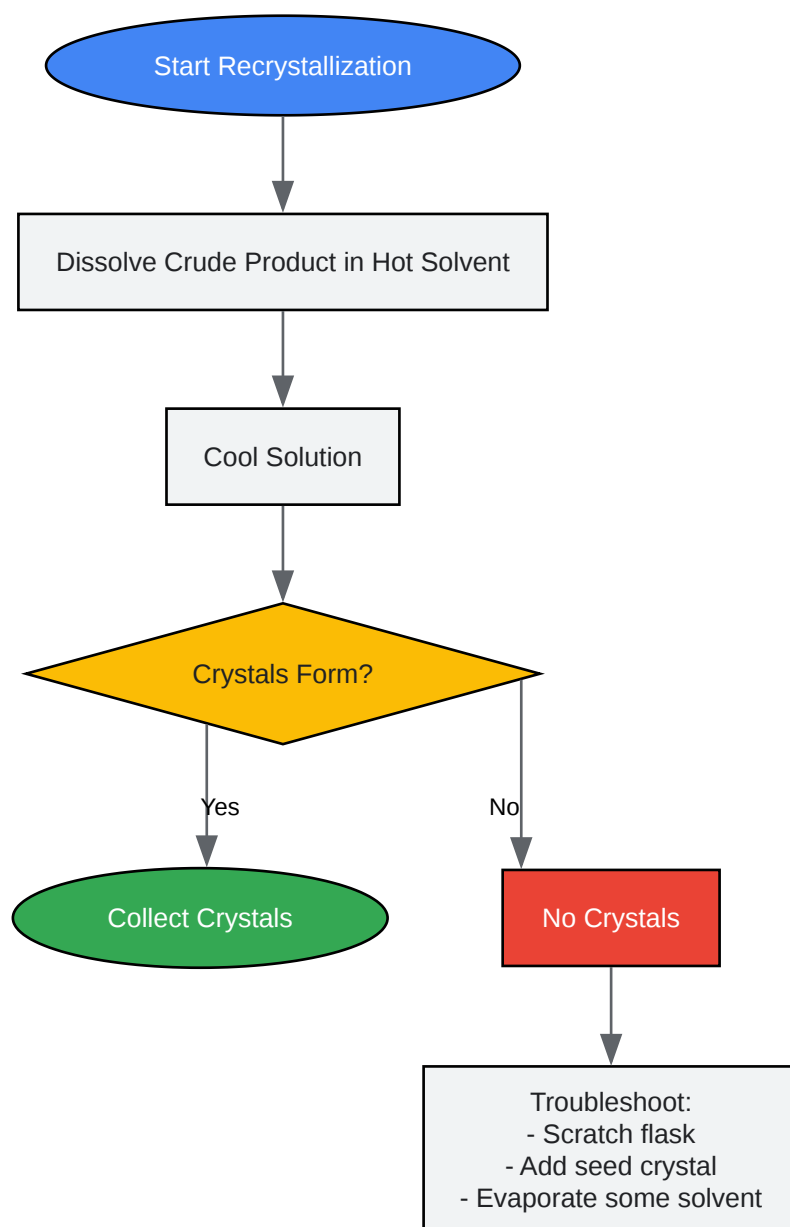 Start Recrystallization
Dissolve Crude Product in Hot Solvent
Cool Solution
Crystals Form?
Yes
No
Collect Crystals
No Crystals
Troubleshoot:
- Scratch flask
- Add seed crystal
- Evaporate some solvent